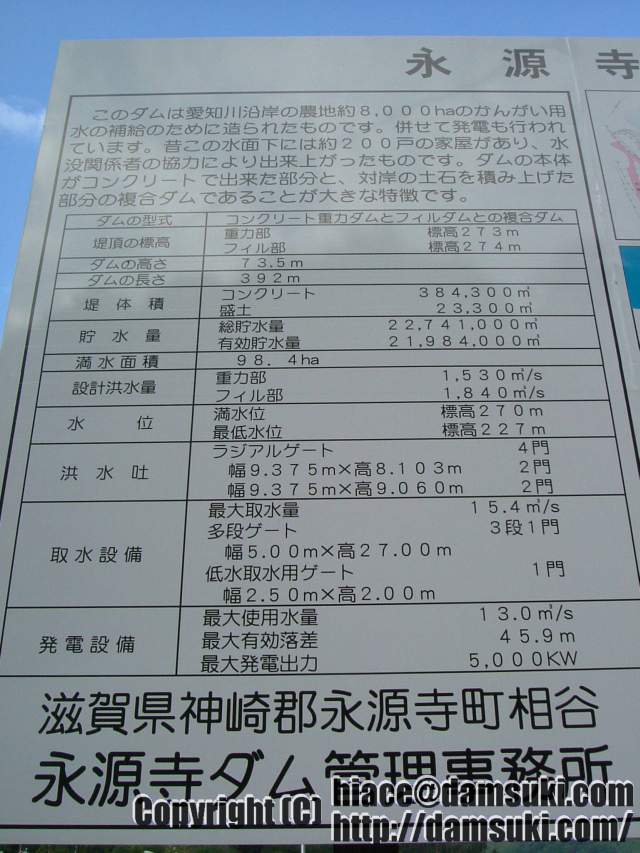 永源寺
このダムは愛知川沿岸の農地約8,000haのかんがい用
水の補給のために造られたものです。併せて発電も行われ
ています。昔この水面下には約200戸の家屋があり、水
没関係者の協力により出来上がったものです。ダムの本体
がコンクリートで出来た部分と、対岸の土石を積み上げた
部分の複合ダムであることが大きな特徴です。
ダムの型式 コンクリート重力ダムとフィルダムとの複合ダム
堤頂の標高 重力部 標高273m
フィル部 標高274m
ダムの高さ 73.5m
ダムの長さ 392m
堤体積 コンクリート 384,300㎥
盛土 23,300㎥
貯水量 総貯水量 22,741,000㎥
有効貯水量 21,984,000㎥
満水面積 98.4ha
設計洪水量 重力部 1,530㎥/s
フィル部 1,840㎥/s
水位 満水位 標高270m
最低水位 標高227m
洪水吐 ラジアルゲート 4門
幅9.375m×高8.103m 2門
幅9.375m×高9.060m 2門
取水設備 最大取水量 15.4㎥/s
多段ゲート 3段1門
幅5.00m×高27.00m
低水取水用ゲート 1門
幅2.50m×高2.00m
発電設備 最大使用水量 13.0㎥/s
最大有効落差 45.9m
最大発電出力 5,000KW
滋賀県神崎郡永源寺町相谷
永源寺ダム管理事務所
Copyright (C) hiace@damsuki.com
http://damsuki.com/